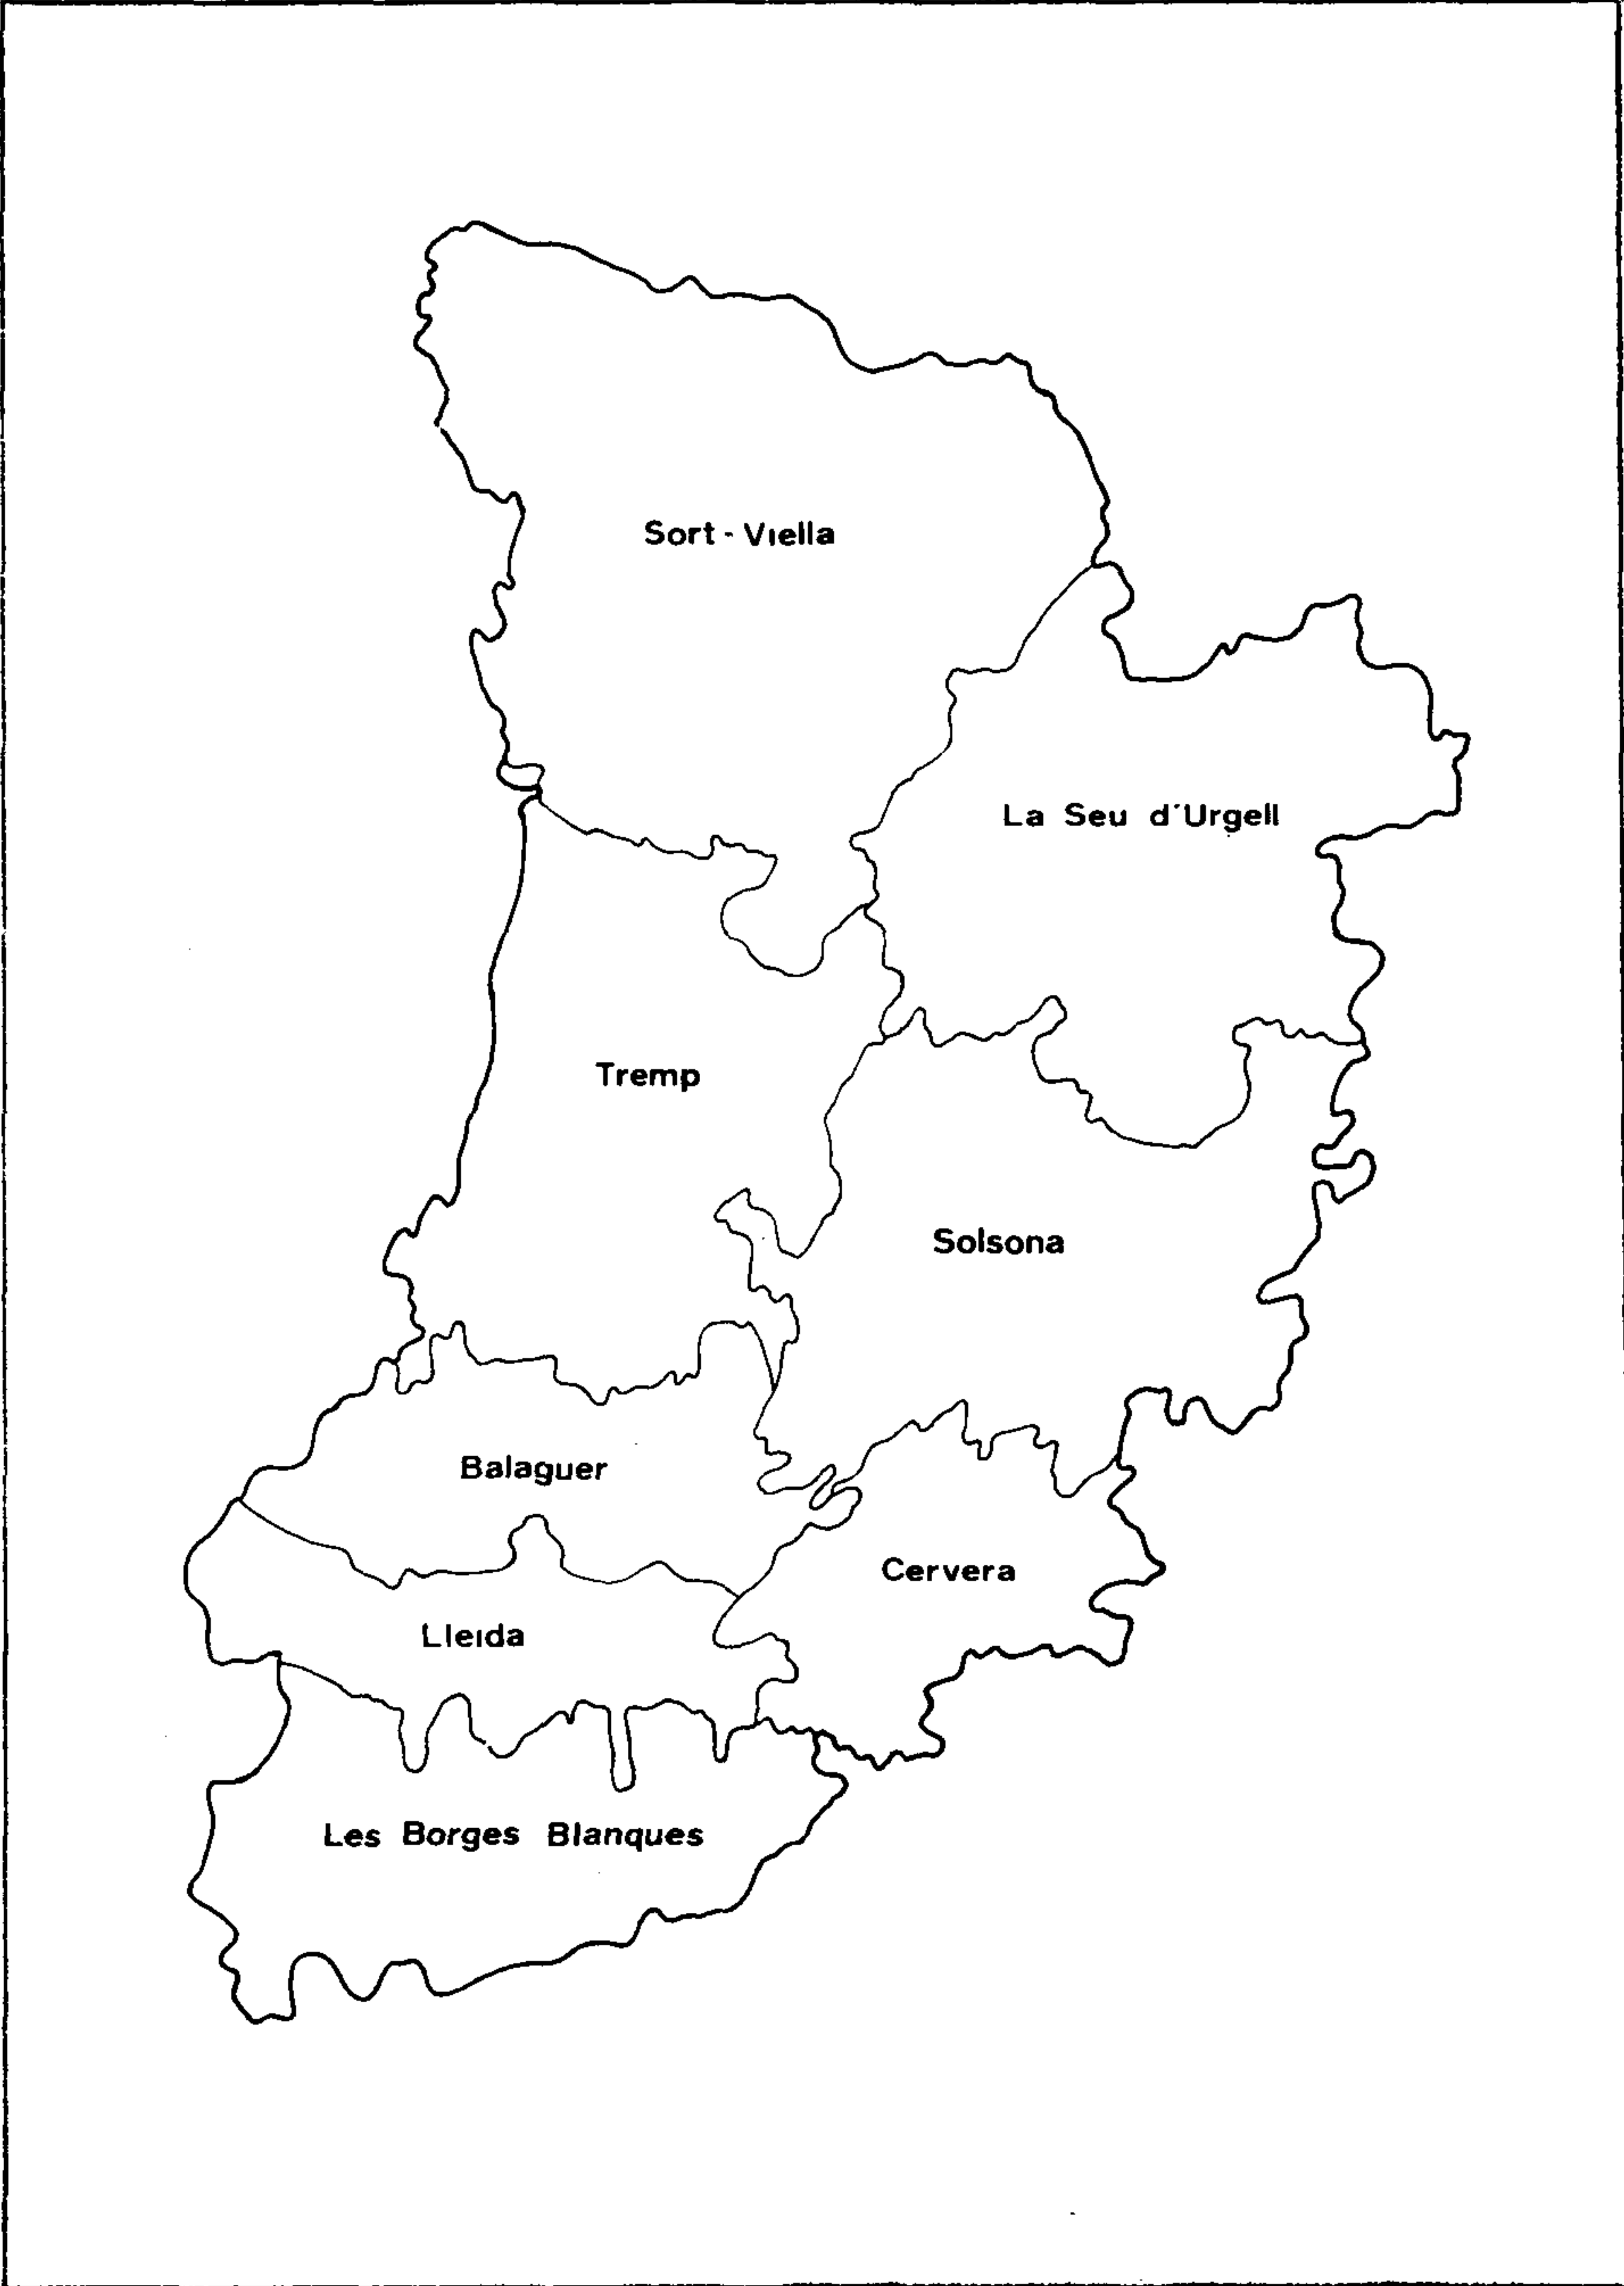 Sort - Viella
La Seu d'Urgell
Tremp
Solsona
Balaguer
Cervera
Lleida
Les Borges Blanques